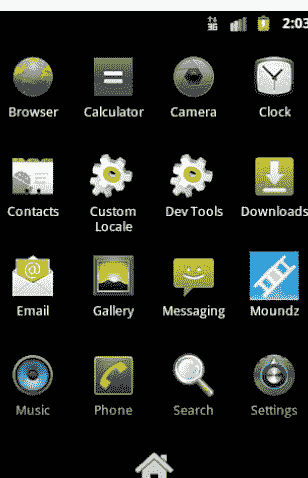 3G 2:03
Browser Calculator Camera Clock
Contacts Custom Locale Dev Tools Downloads
Email Gallery Messaging Moundz
Music Phone Search Settings